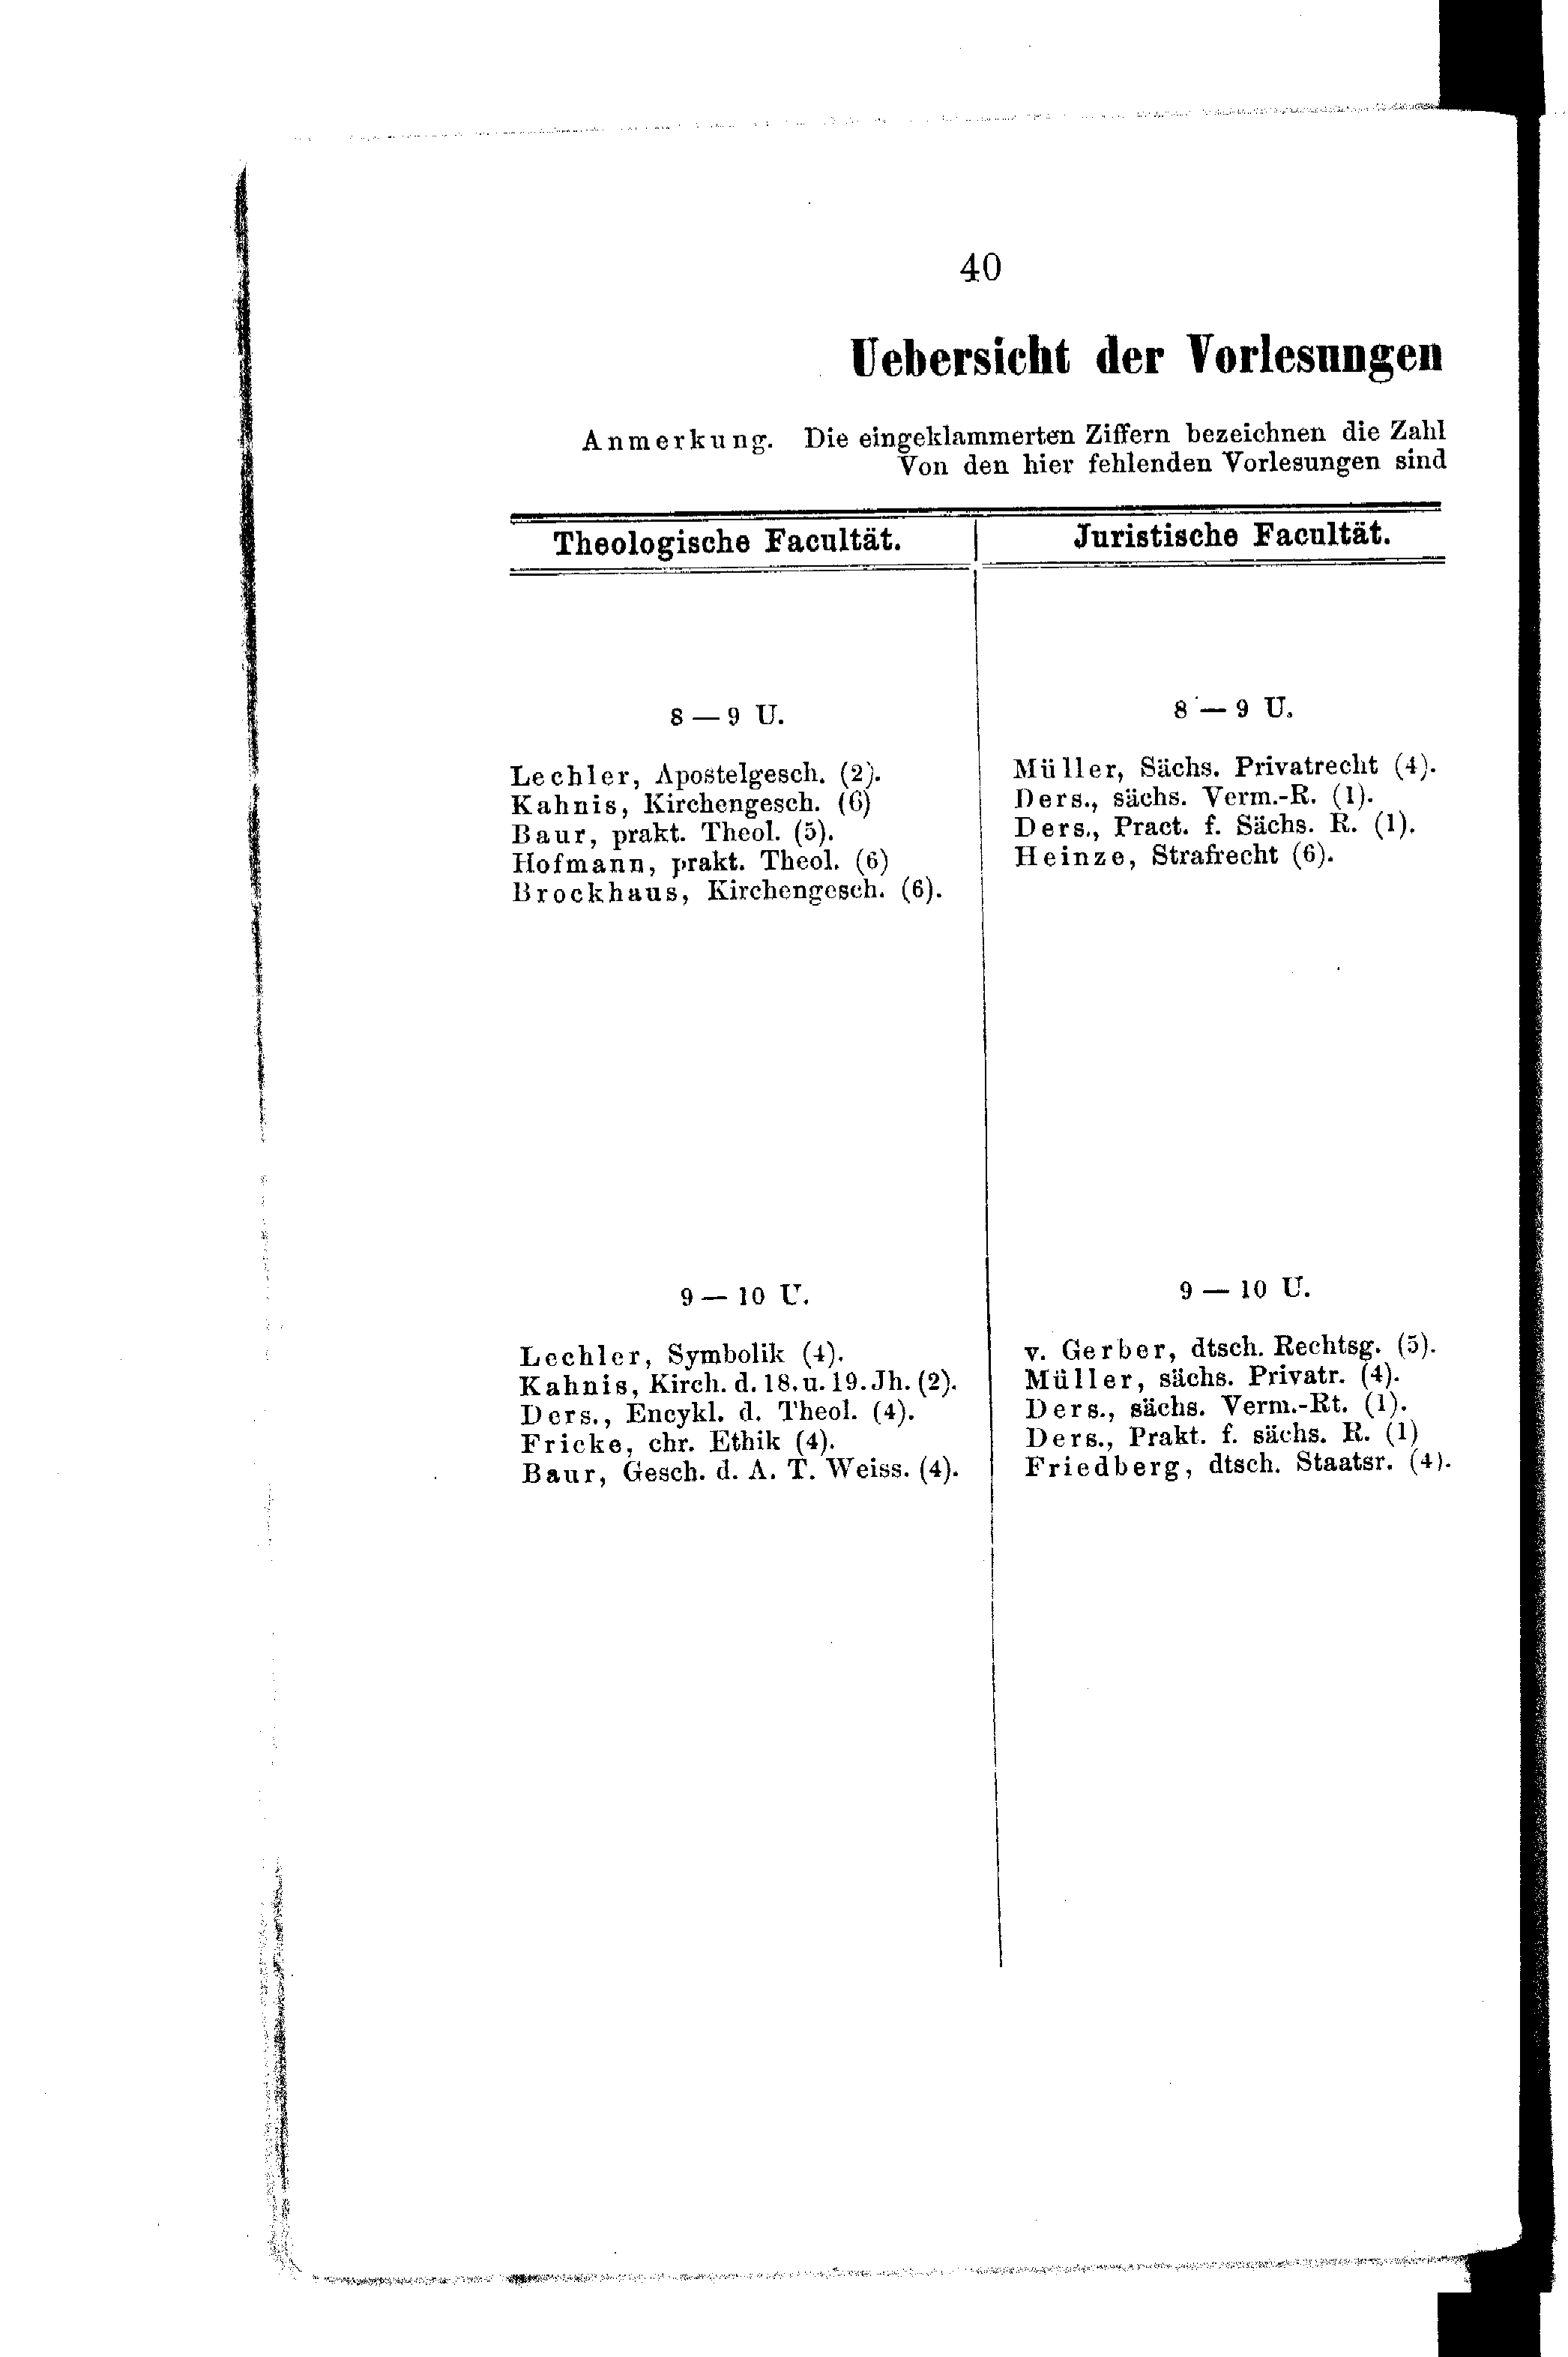 40
Uebersicht der Vorlesungen
Anmerkung. Die eingeklammerten Ziffern bezeichnen die Zahl
Von den hier fehlenden Vorlesungen sind
Theologische Facultät.
8 — 9 U.
Lechler, Apostelgesch. (2).
Kahnis, Kirchengesch. (6)
Baur, prakt. Theol. (5).
Hofmann, prakt. Theol. (6)
Brockhaus, Kirchengesch. (6).
9 — 10 U.
Lechler, Symbolik (4).
Kahnis, Kirch. d. 18. u. 19. Jh. (2).
Ders., Encykl. d. Theol. (4).
Fricke, chr. Ethik (4).
Baur, Gesch. d. A. T. Weiss. (4).
Juristische Facultät.
8 — 9 U.
Müller, Sächs. Privatrecht (4).
Ders., sächs. Verm.-R. (1).
Ders., Pract. f. Sächs. R. (1).
Heinze, Strafrecht (6).
9 — 10 U.
v. Gerber, dtsch. Rechtsg. (5).
Müller, sächs. Privatr. (4).
Ders., sächs. Verm.-Rt. (1).
Ders., Prakt. f. sächs. R. (1)
Friedberg, dtsch. Staatsr. (4).